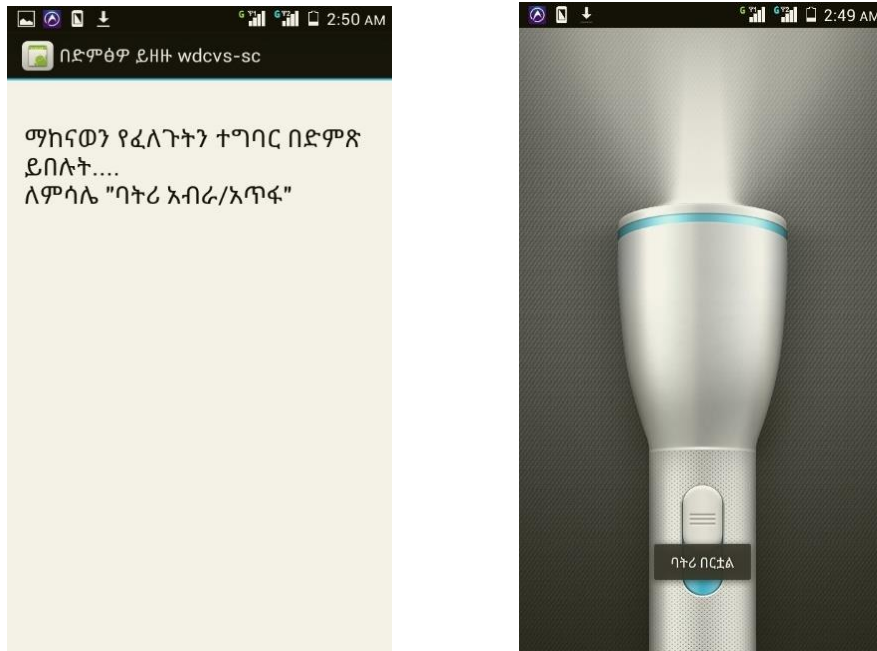 2:50 AM
በድምፅዎ ይዘዙ wdcvs-sc
ማከናወን የፈለጉትን ተግባር በድምጽ
ይበሉት....
ለምሳሌ "ባትሪ አብራ/አጥፋ"
2:49 AM
ባትሪ በርቷል